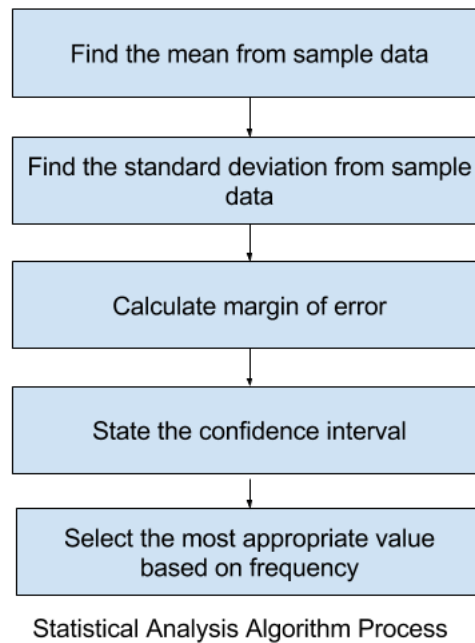 Find the mean from sample data
Find the standard deviation from sample
data
Calculate margin of error
State the confidence interval
Select the most appropriate value
based on frequency
Statistical Analysis Algorithm Process